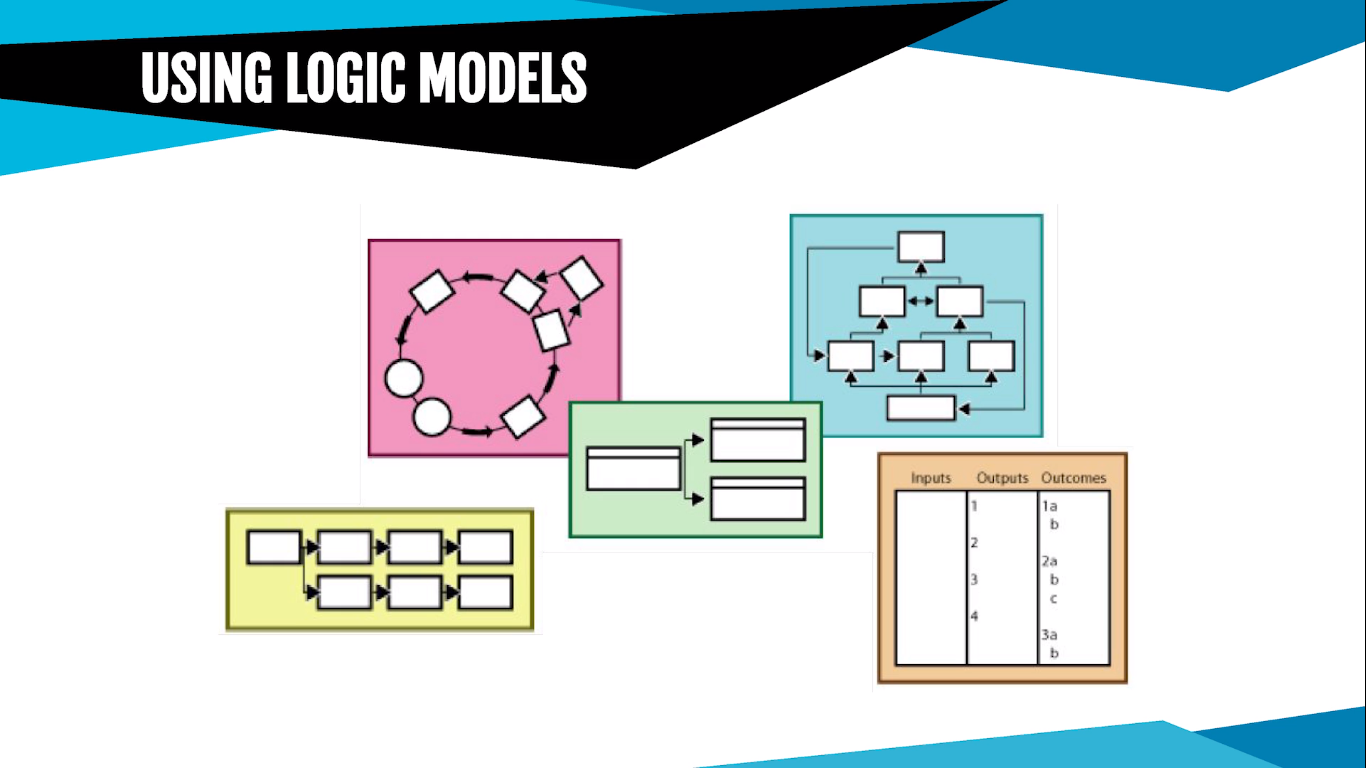 USING LOGIC MODELS
Inputs Outputs Outcomes
1 1a
b
2
2a
3 b
c
4
3a
b